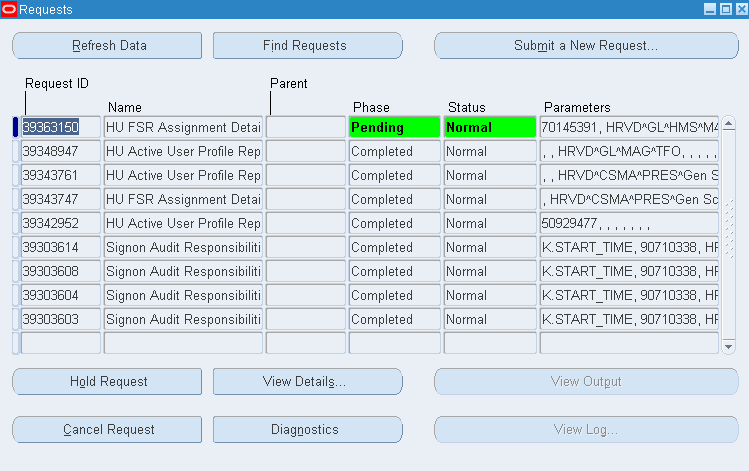 Requests
Refresh Data Find Requests Submit a New Request...
Request ID Parent
Name Phase Status Parameters
39363150 HU FSR Assignment Detai Pending Normal 70145391, HRVD^GL^HMS^MA
39348947 HU Active User Profile Rep Completed Normal , , HRVD^GL^MAG^TFO, , , , ,
39343761 HU Active User Profile Rep Completed Normal , , HRVD^CSMA^PRES^Gen S
39343747 HU FSR Assignment Detai Completed Normal , HRVD^CSMA^PRES^Gen Sc
39342952 HU Active User Profile Rep Completed Normal 50929477, , , , , , ,
39303614 Signon Audit Responsibiliti Completed Normal K.START_TIME, 90710338, HF
39303608 Signon Audit Responsibiliti Completed Normal K.START_TIME, 90710338, HF
39303604 Signon Audit Responsibiliti Completed Normal K.START_TIME, 90710338, HF
39303603 Signon Audit Responsibiliti Completed Normal K.START_TIME, 90710338, HF
Hold Request View Details... View Output
Cancel Request Diagnostics View Log...